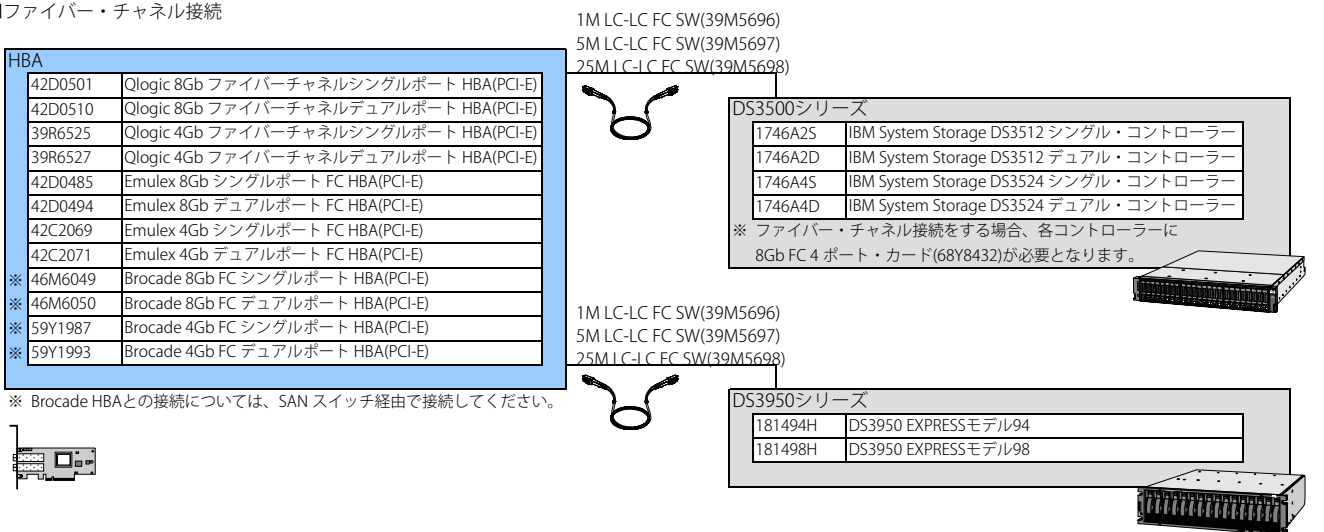 ファイバー・チャネル接続
HBA
42D0501 Qlogic 8Gb ファイバーチャネルシングルポート HBA(PCI-E)
42D0510 Qlogic 8Gb ファイバーチャネルデュアルポート HBA(PCI-E)
39R6525 Qlogic 4Gb ファイバーチャネルシングルポート HBA(PCI-E)
39R6527 Qlogic 4Gb ファイバーチャネルデュアルポート HBA(PCI-E)
42D0485 Emulex 8Gb シングルポート FC HBA(PCI-E)
42D0494 Emulex 8Gb デュアルポート FC HBA(PCI-E)
42C2069 Emulex 4Gb シングルポート FC HBA(PCI-E)
42C2071 Emulex 4Gb デュアルポート FC HBA(PCI-E)
※ 46M6049 Brocade 8Gb FC シングルポート HBA(PCI-E)
※ 46M6050 Brocade 8Gb FC デュアルポート HBA(PCI-E)
※ 59Y1987 Brocade 4Gb FC シングルポート HBA(PCI-E)
※ 59Y1993 Brocade 4Gb FC デュアルポート HBA(PCI-E)
※ Brocade HBAとの接続については、SAN スイッチ経由で接続してください。
1M LC-LC FC SW(39M5696)
5M LC-LC FC SW(39M5697)
25M LC-LC FC SW(39M5698)
DS3500シリーズ
1746A2S IBM System Storage DS3512 シングル・コントローラー
1746A2D IBM System Storage DS3512 デュアル・コントローラー
1746A4S IBM System Storage DS3524 シングル・コントローラー
1746A4D IBM System Storage DS3524 デュアル・コントローラー
※ ファイバー・チャネル接続をする場合、各コントローラーに
8Gb FC 4 ポート・カード(68Y8432)が必要となります。
1M LC-LC FC SW(39M5696)
5M LC-LC FC SW(39M5697)
25M LC-LC FC SW(39M5698)
DS3950シリーズ
181494H DS3950 EXPRESSモデル94
181498H DS3950 EXPRESSモデル98